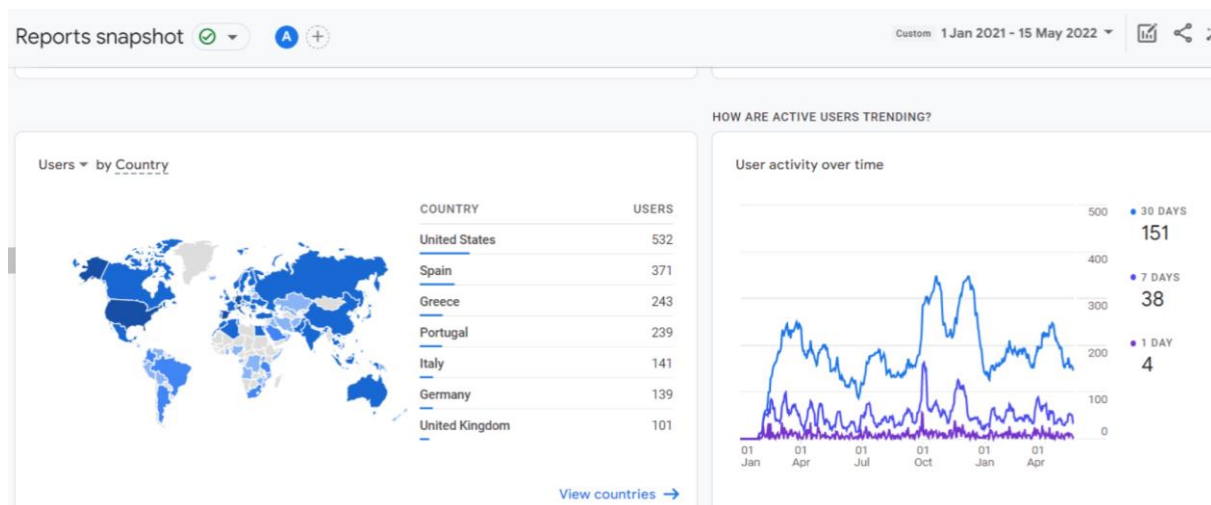 Reports snapshot
A
Custom 1 Jan 2021 - 15 May 2022
HOW ARE ACTIVE USERS TRENDING?
Users by Country
COUNTRY USERS
United States 532
Spain 371
Greece 243
Portugal 239
Italy 141
Germany 139
United Kingdom 101
View countries
User activity over time
500
400
300
200
100
0
01 Jan
01 Apr
01 Jul
01 Oct
01 Jan
01 Apr
30 DAYS
151
7 DAYS
38
1 DAY
4